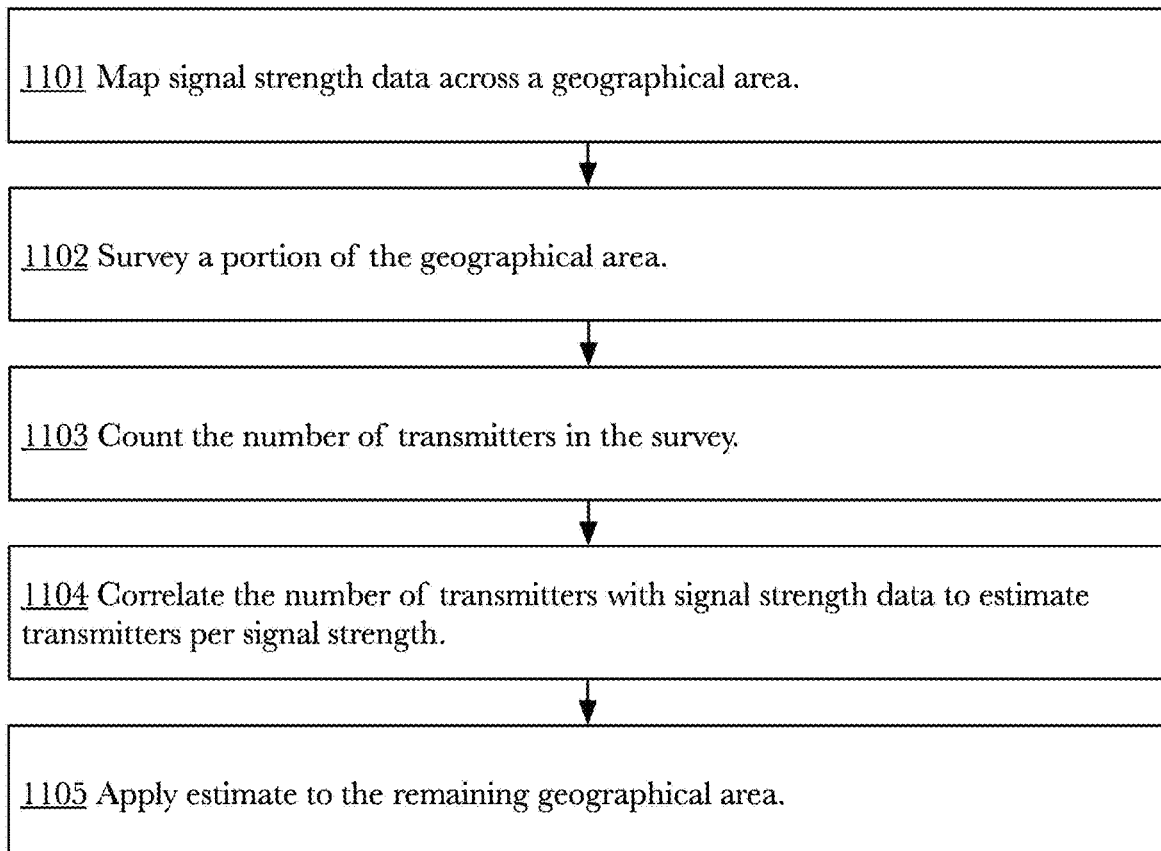 1101 Map signal strength data across a geographical area.
1102 Survey a portion of the geographical area.
1103 Count the number of transmitters in the survey.
1104 Correlate the number of transmitters with signal strength data to estimate
transmitters per signal strength.
1105 Apply estimate to the remaining geographical area.